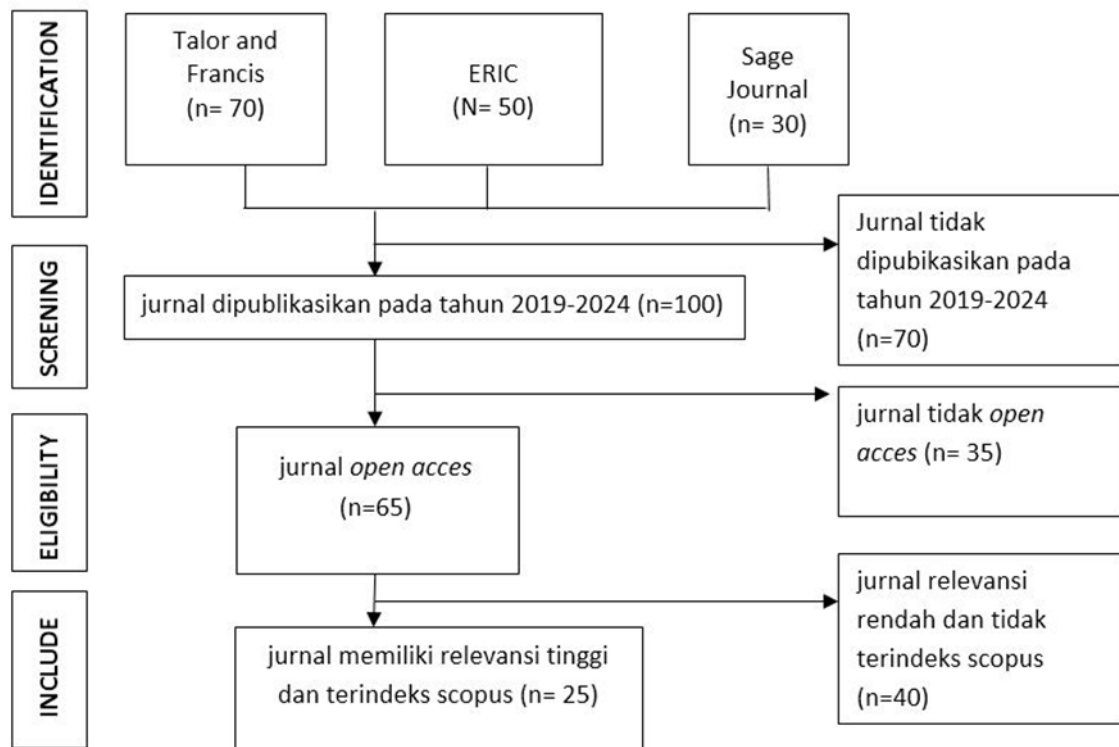 IDENTIFICATION
Talor and
Francis
(n= 70)
ERIC
(N= 50)
Sage
Journal
(n= 30)
SCREENING
jurnal dipublikasikan pada tahun 2019-2024 (n=100)
Jurnal tidak
dipubikasikan pada
tahun 2019-2024
(n=70)
ELIGIBILITY
jurnal open acces
(n=65)
jurnal tidak open
acces (n= 35)
INCLUDE
jurnal memiliki relevansi tinggi
dan terindeks scopus (n= 25)
jurnal relevansi
rendah dan tidak
terindeks scopus
(n=40)